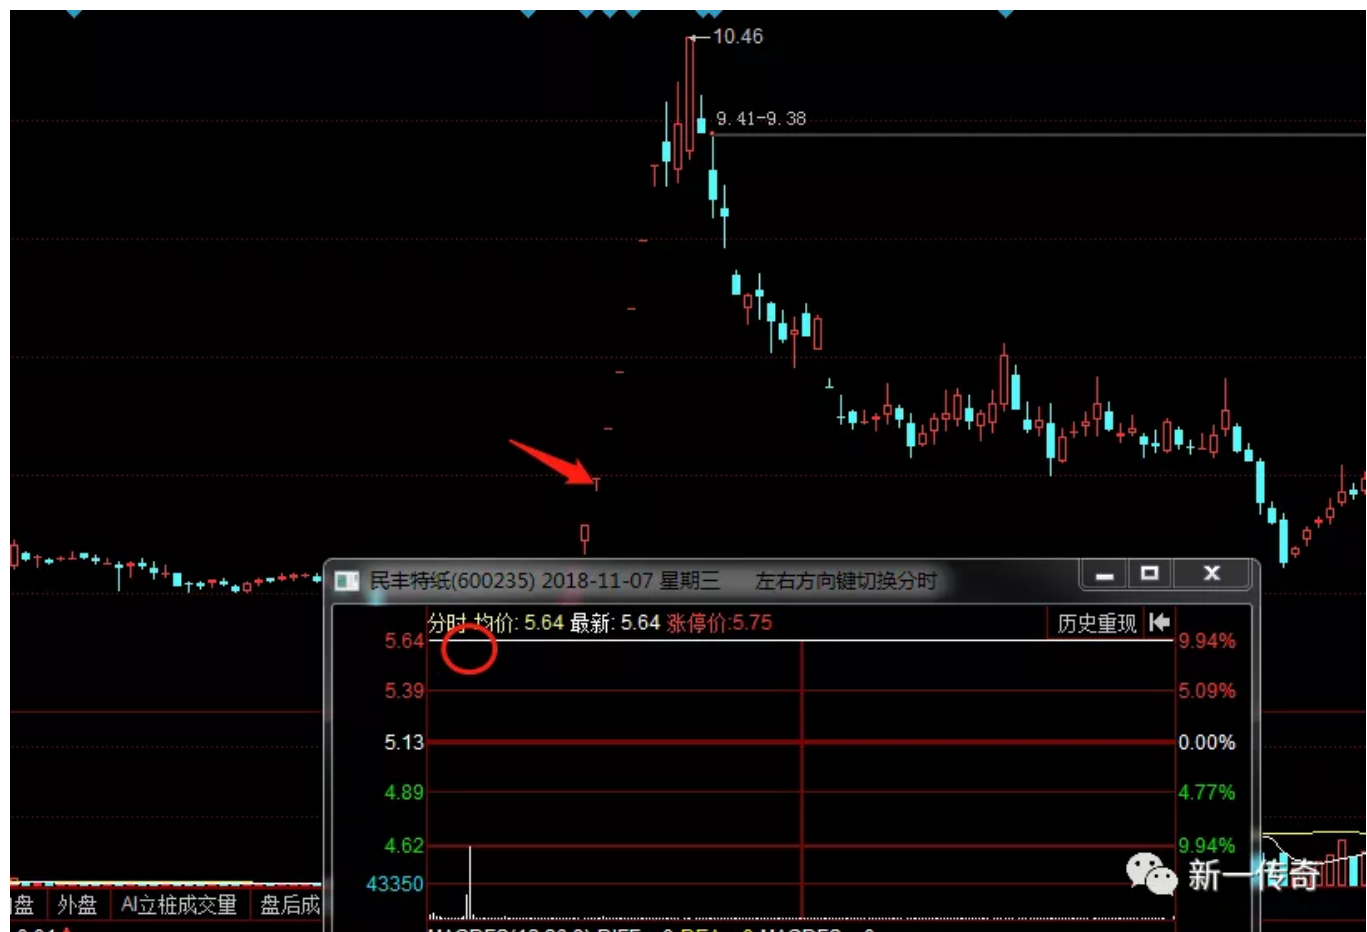 10.46
9.41-9.38
民丰特纸(600235) 2018-11-07 星期三 左右方向键切换分时
分时 均价: 5.64 最新: 5.64 涨停价:5.75 历史重现
5.64 9.94%
5.39 5.09%
5.13 0.00%
4.89 4.77%
4.62 9.94%
43350
新一传奇
盘 外盘 AI立桩成交量 盘后成